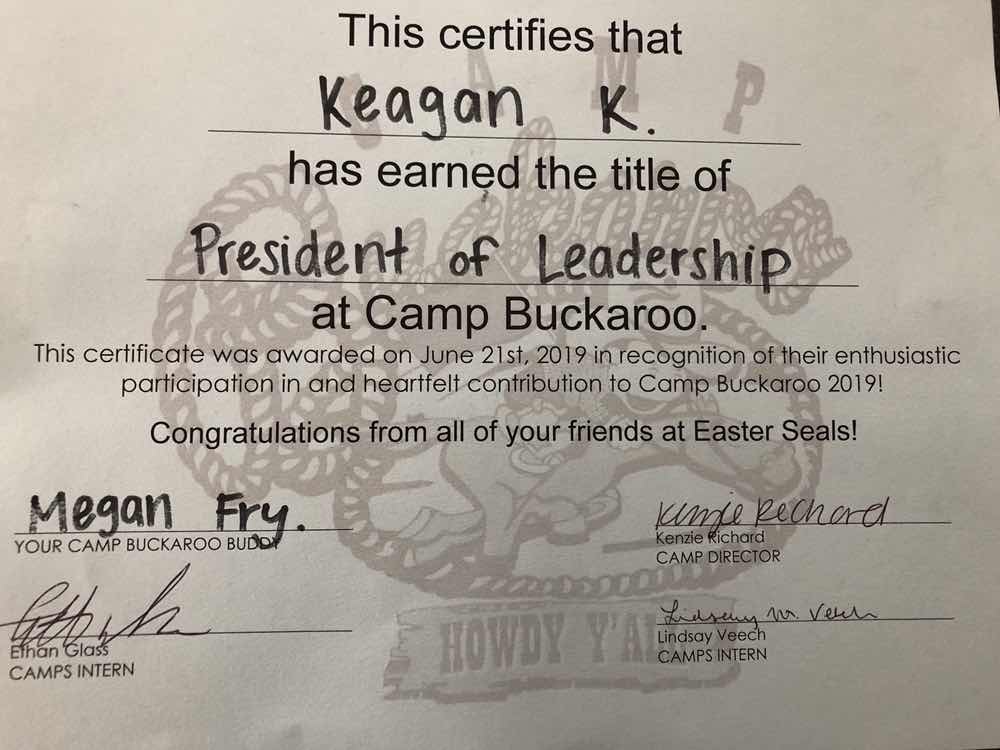 This certifies that
Keagan K.
has earned the title of
President of Leadership
at Camp Buckaroo.
This certificate was awarded on June 21st, 2019 in recognition of their enthusiastic
participation in and heartfelt contribution to Camp Buckaroo 2019!
Congratulations from all of your friends at Easter Seals!
Megan Fry.
YOUR CAMP BUCKAROO BUDDY
Kenzie Richard
Kenzie Richard
CAMP DIRECTOR
Ethan Glass
CAMPS INTERN
Lindsay M. Veech
Lindsay Veech
CAMPS INTERN
CAMP
Buckaroo
HOWDY Y'ALL